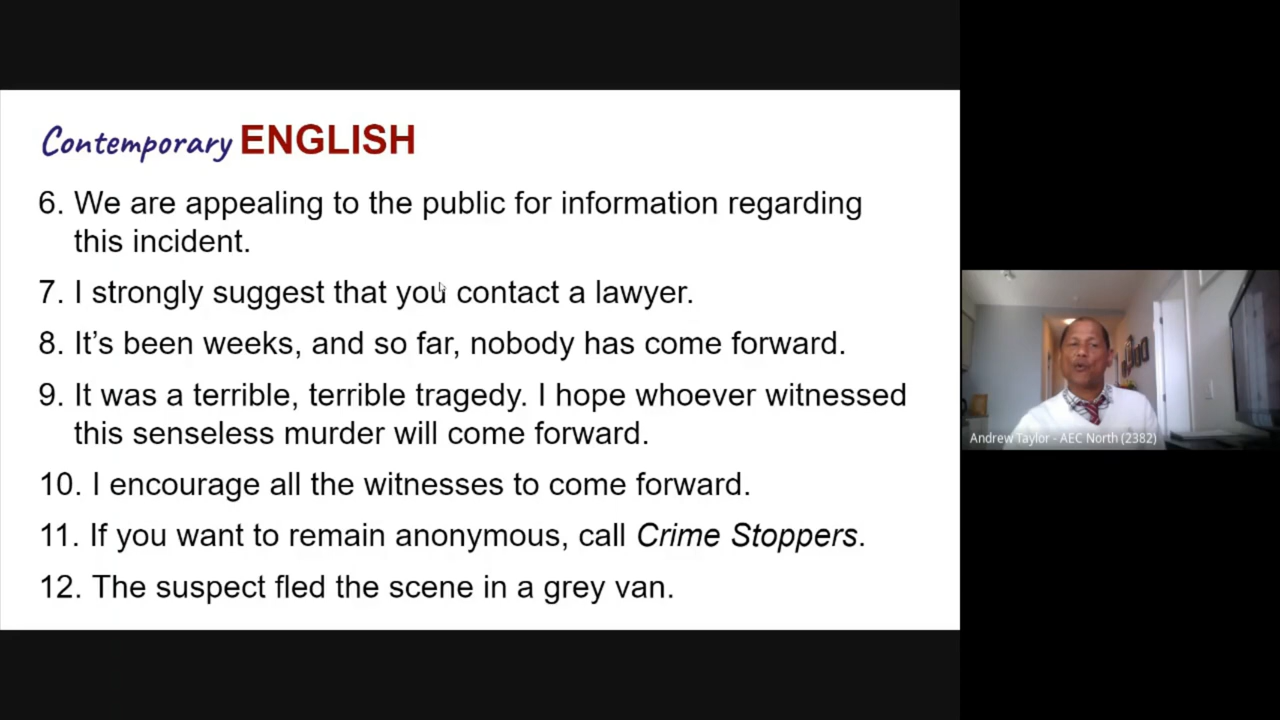 Contemporary ENGLISH
6. We are appealing to the public for information regarding
this incident.
7. I strongly suggest that you contact a lawyer.
8. It’s been weeks, and so far, nobody has come forward.
9. It was a terrible, terrible tragedy. I hope whoever witnessed
this senseless murder will come forward.
10. I encourage all the witnesses to come forward.
11. If you want to remain anonymous, call Crime Stoppers.
12. The suspect fled the scene in a grey van.
Andrew Taylor - AEC North (2382)